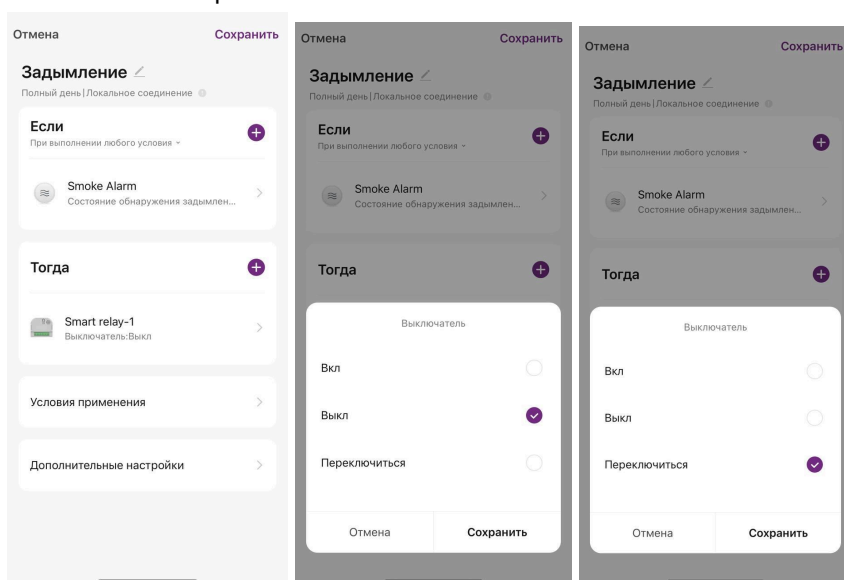 Отмена Сохранить
Задымление
Полный день|Локальное соединение
Если
При выполнении любого условия
Smoke Alarm
Состояние обнаружения задымлен...
Тогда
Smart relay-1
Выключатель:Выкл
Условия применения
Дополнительные настройки
Отмена Сохранить
Задымление
Полный день|Локальное соединение
Если
При выполнении любого условия
Smoke Alarm
Состояние обнаружения задымлен...
Тогда
Выключатель
Вкл
Выкл
Переключиться
Отмена Сохранить
Отмена Сохранить
Задымление
Полный день|Локальное соединение
Если
При выполнении любого условия
Smoke Alarm
Состояние обнаружения задымлен...
Тогда
Выключатель
Вкл
Выкл
Переключиться
Отмена Сохранить